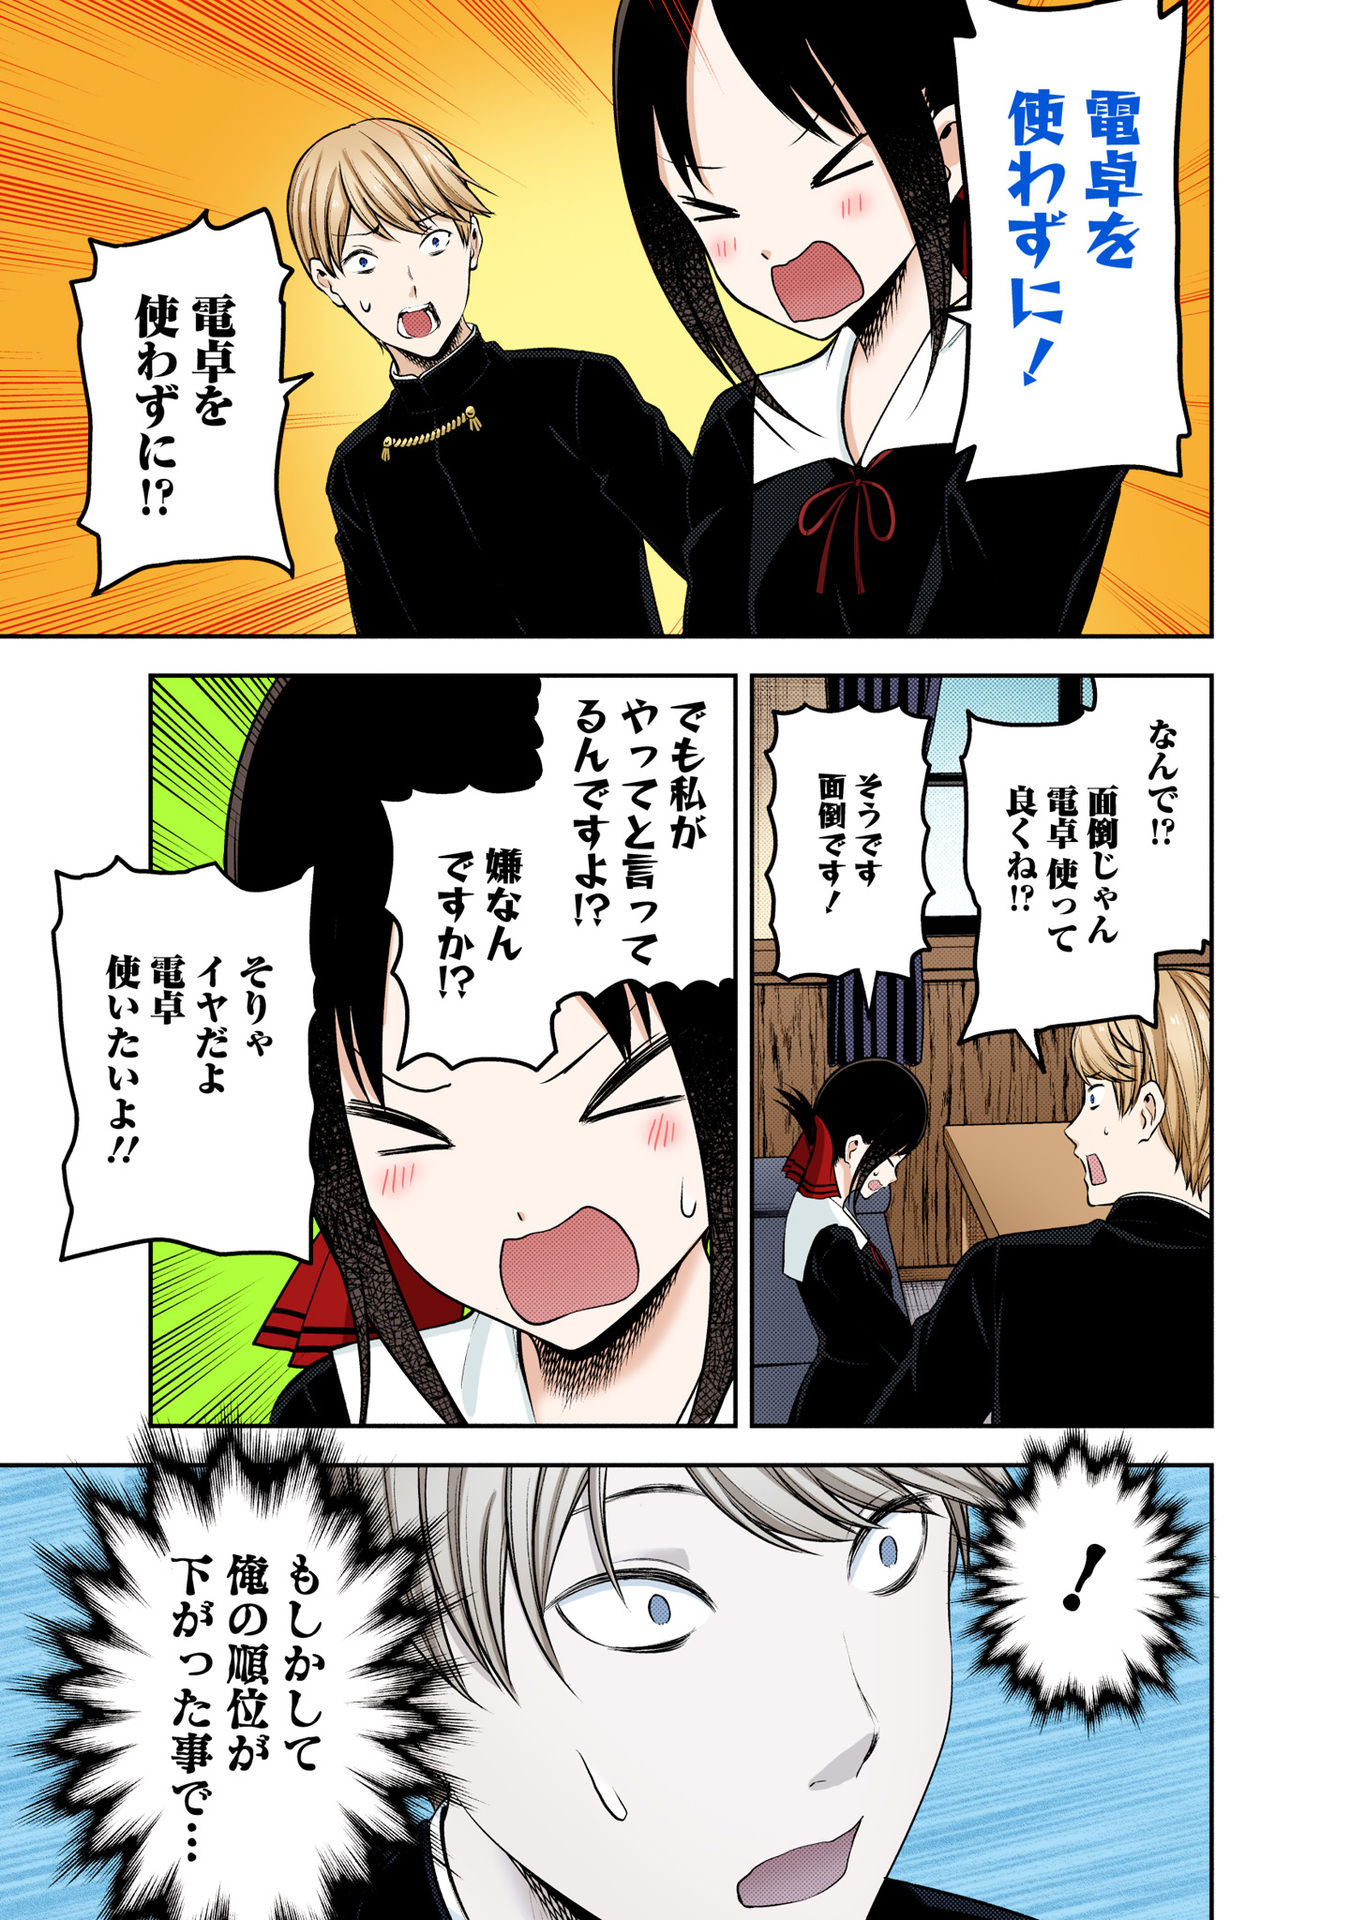 電卓を
使わずに!
電卓を
使わずに!?
なんで!?
面倒じゃん
電卓使って
良くね!?
そうです
面倒です!
でも私が
やってと言って
るんですよ!?
嫌なん
ですか!?
そりゃ
イヤだよ
電卓
使いたいよ!!
!
もしかして
俺の順位が
下がった事で…